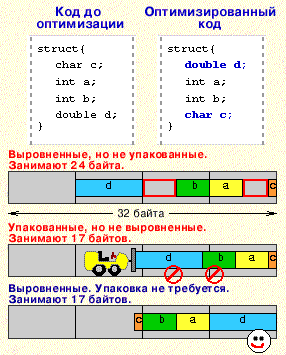 Код до оптимизации
Оптимизированный код
struct{
char c;
int a;
int b;
double d;
}
struct{
double d;
int a;
int b;
char c;
}
Выровненные, но не упакованные.
Занимают 24 байта.
d b a c
32 байта
Упакованные, но не выровненные.
Занимают 17 байтов.
d b a c
Выровненные. Упаковка не требуется.
Занимают 17 байтов.
c b a d